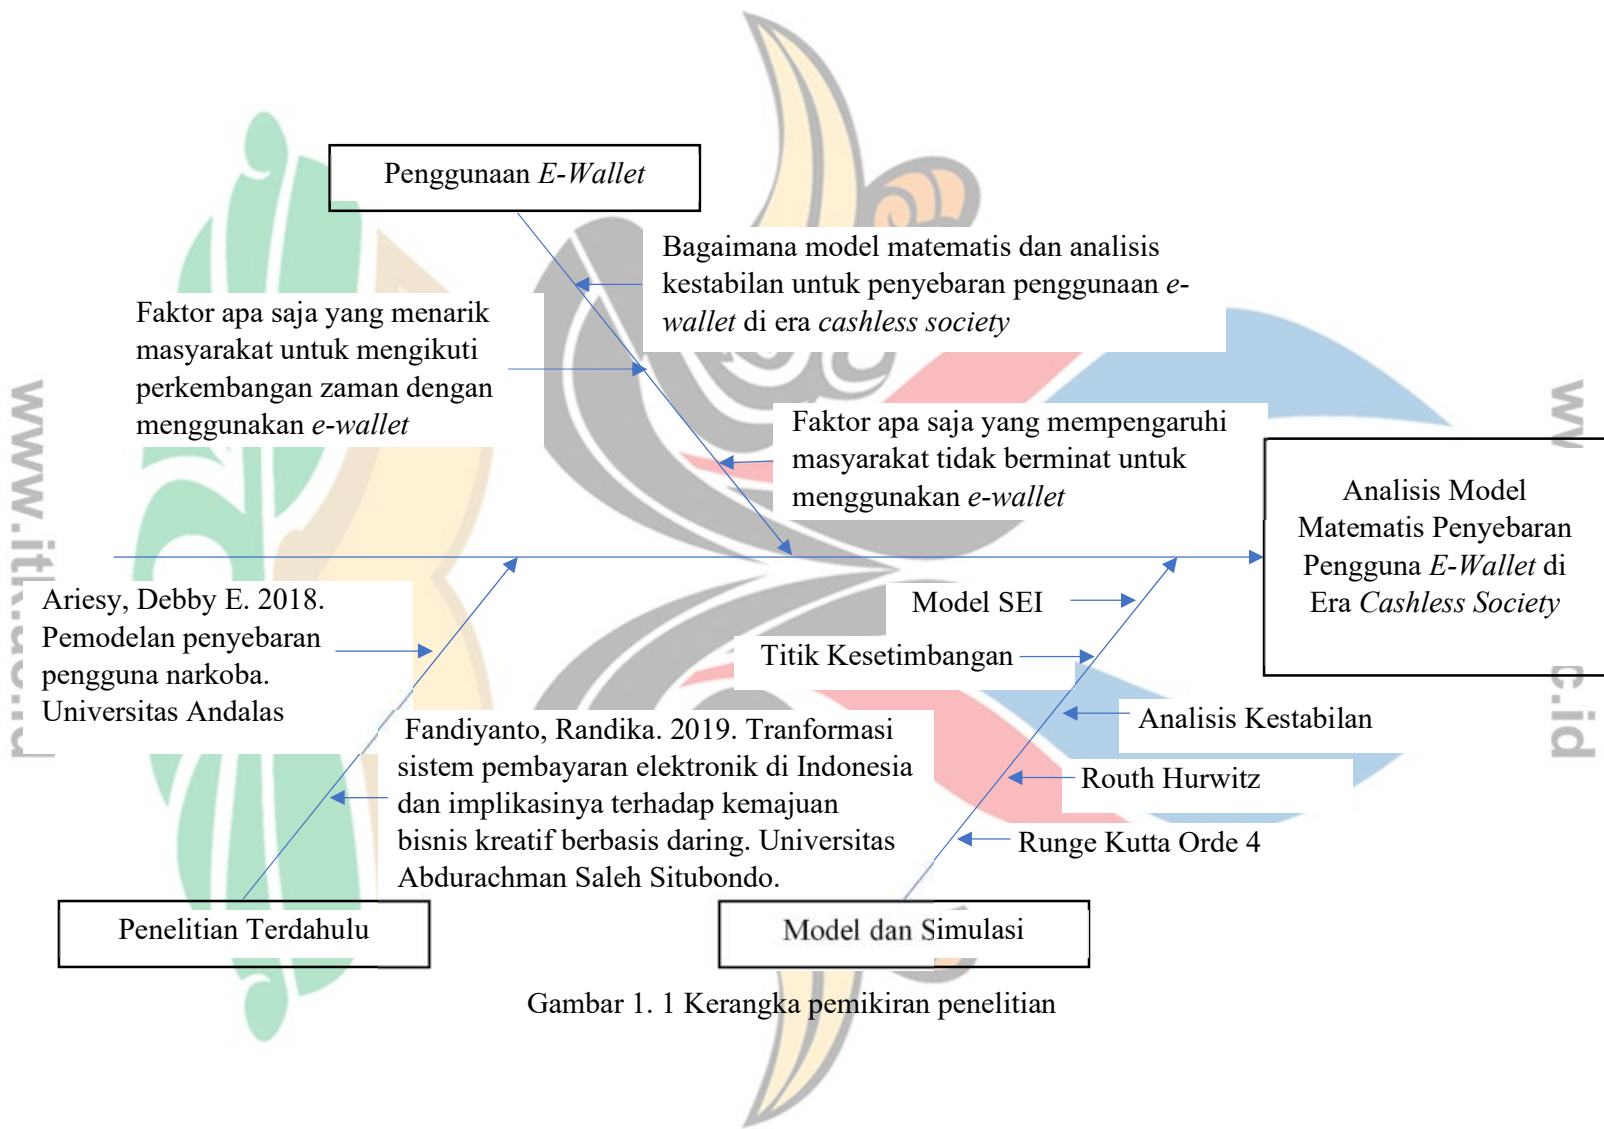 Penggunaan E-Wallet
Bagaimana model matematis dan analisis
kestabilan untuk penyebaran penggunaan e-
wallet di era cashless society
Faktor apa saja yang menarik
masyarakat untuk mengikuti
perkembangan zaman dengan
menggunakan e-wallet
Faktor apa saja yang mempengaruhi
masyarakat tidak berminat untuk
menggunakan e-wallet
Analisis Model
Matematis Penyebaran
Pengguna E-Wallet di
Era Cashless Society
Ariesy, Debby E. 2018.
Pemodelan penyebaran
pengguna narkoba.
Universitas Andalas
Fandiyanto, Randika. 2019. Tranformasi
sistem pembayaran elektronik di Indonesia
dan implikasinya terhadap kemajuan
bisnis kreatif berbasis daring. Universitas
Abdurachman Saleh Situbondo.
Model SEI
Titik Kesetimbangan
Analisis Kestabilan
Routh Hurwitz
Runge Kutta Orde 4
Penelitian Terdahulu
Model dan Simulasi
Gambar 1. 1 Kerangka pemikiran penelitian